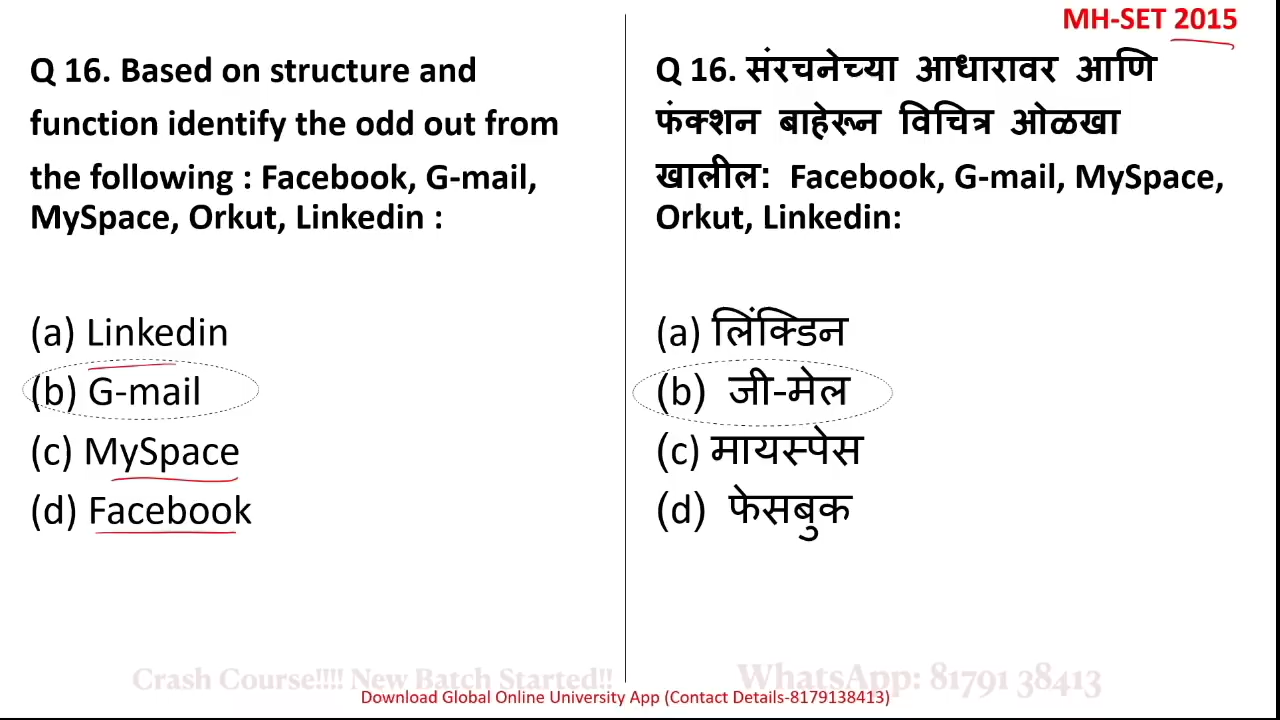 MH-SET 2015
Q 16. Based on structure and
function identify the odd out from
the following : Facebook, G-mail,
MySpace, Orkut, Linkedin :
(a) Linkedin
(b) G-mail
(c) MySpace
(d) Facebook
Q 16. संरचनेच्या आधारावर आणि
फंक्शन बाहेरून विचित्र ओळखा
खालील: Facebook, G-mail, MySpace,
Orkut, Linkedin:
(a) लिंक्डिन
(b) जी-मेल
(c) मायस्पेस
(d) फेसबुक
Crash Course!!!! New Batch Started!!
WhatsApp: 81791 38413
Download Global Online University App (Contact Details-8179138413)